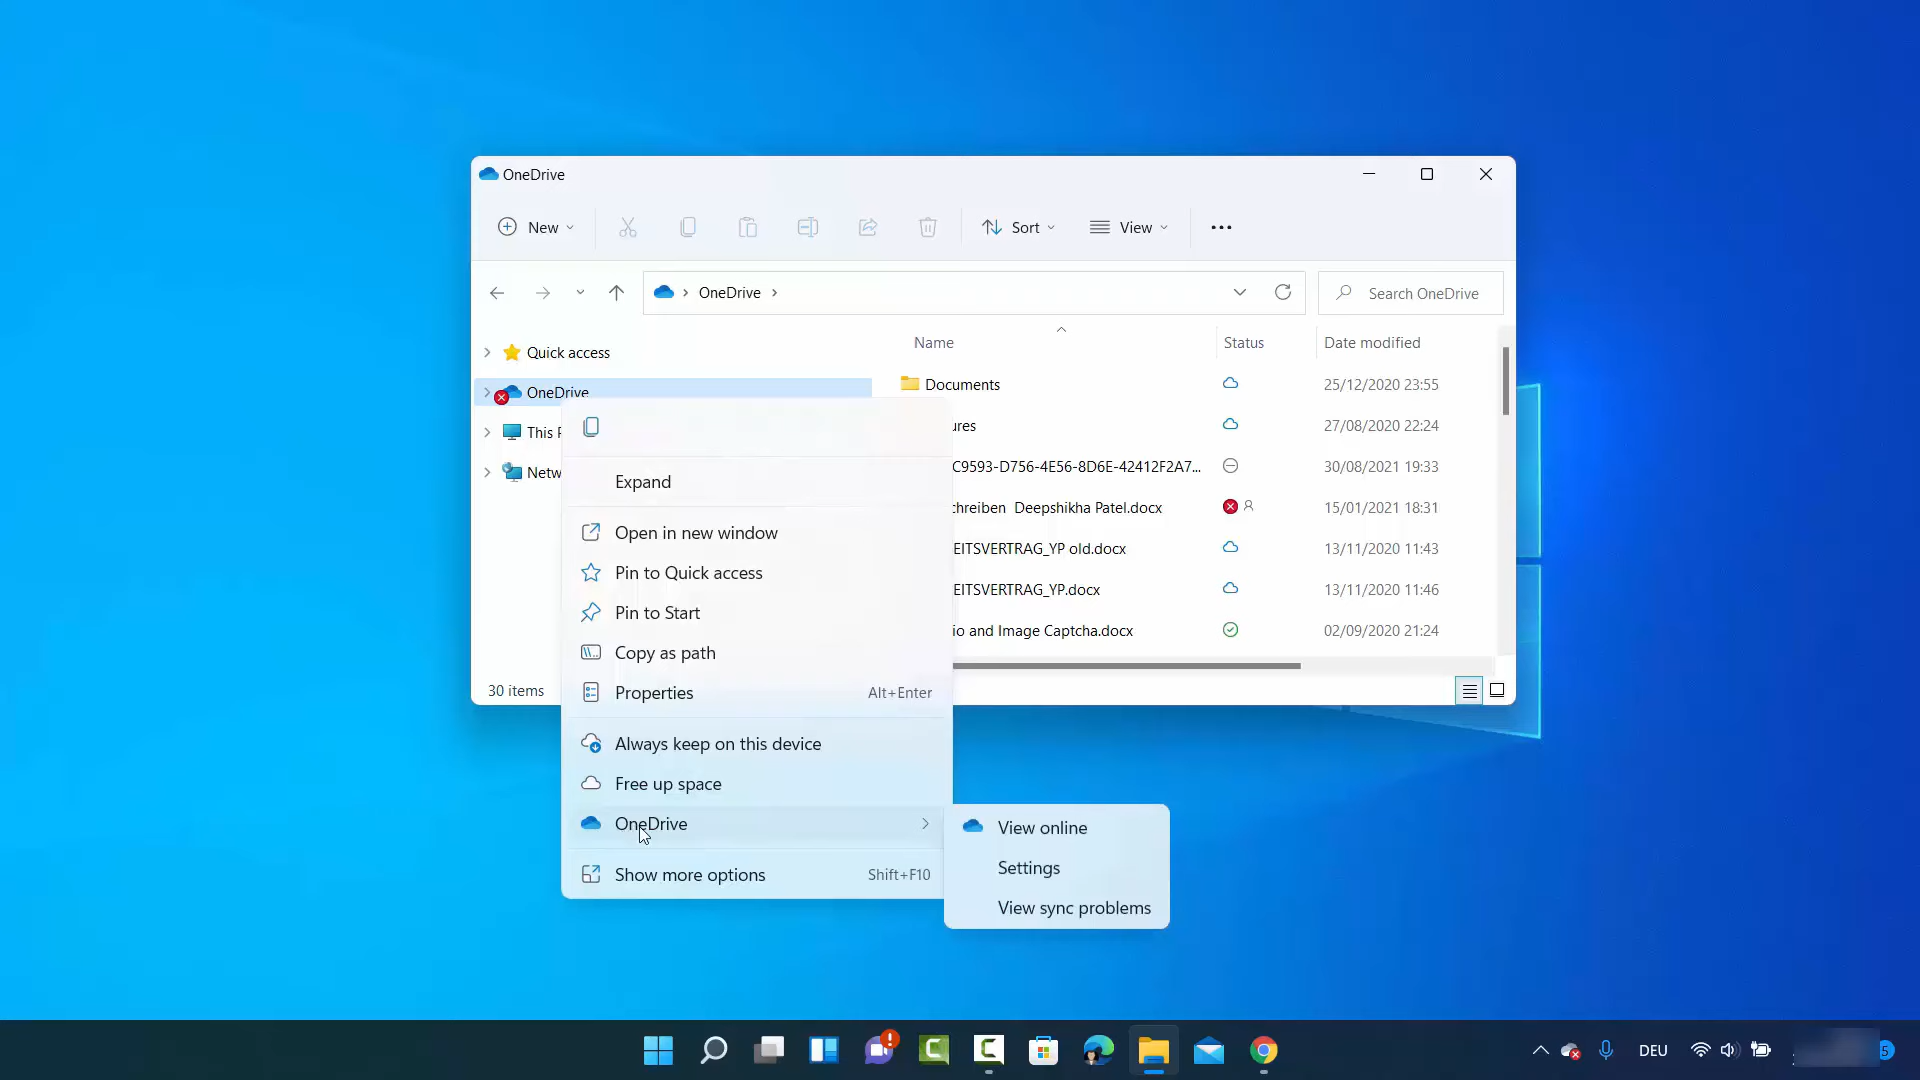 OneDrive
New
Sort
View
OneDrive
Search OneDrive
Name
Status
Date modified
Quick access
OneDrive
This P
Netw
Documents
25/12/2020 23:55
ures
27/08/2020 22:24
C9593-D756-4E56-8D6E-42412F2A7...
30/08/2021 19:33
chreiben Deepshikha Patel.docx
15/01/2021 18:31
EITSVERTRAG_YP old.docx
13/11/2020 11:43
EITSVERTRAG_YP.docx
13/11/2020 11:46
io and Image Captcha.docx
02/09/2020 21:24
30 items
Expand
Open in new window
Pin to Quick access
Pin to Start
Copy as path
Properties Alt+Enter
Always keep on this device
Free up space
OneDrive
Show more options Shift+F10
View online
Settings
View sync problems
DEU
5